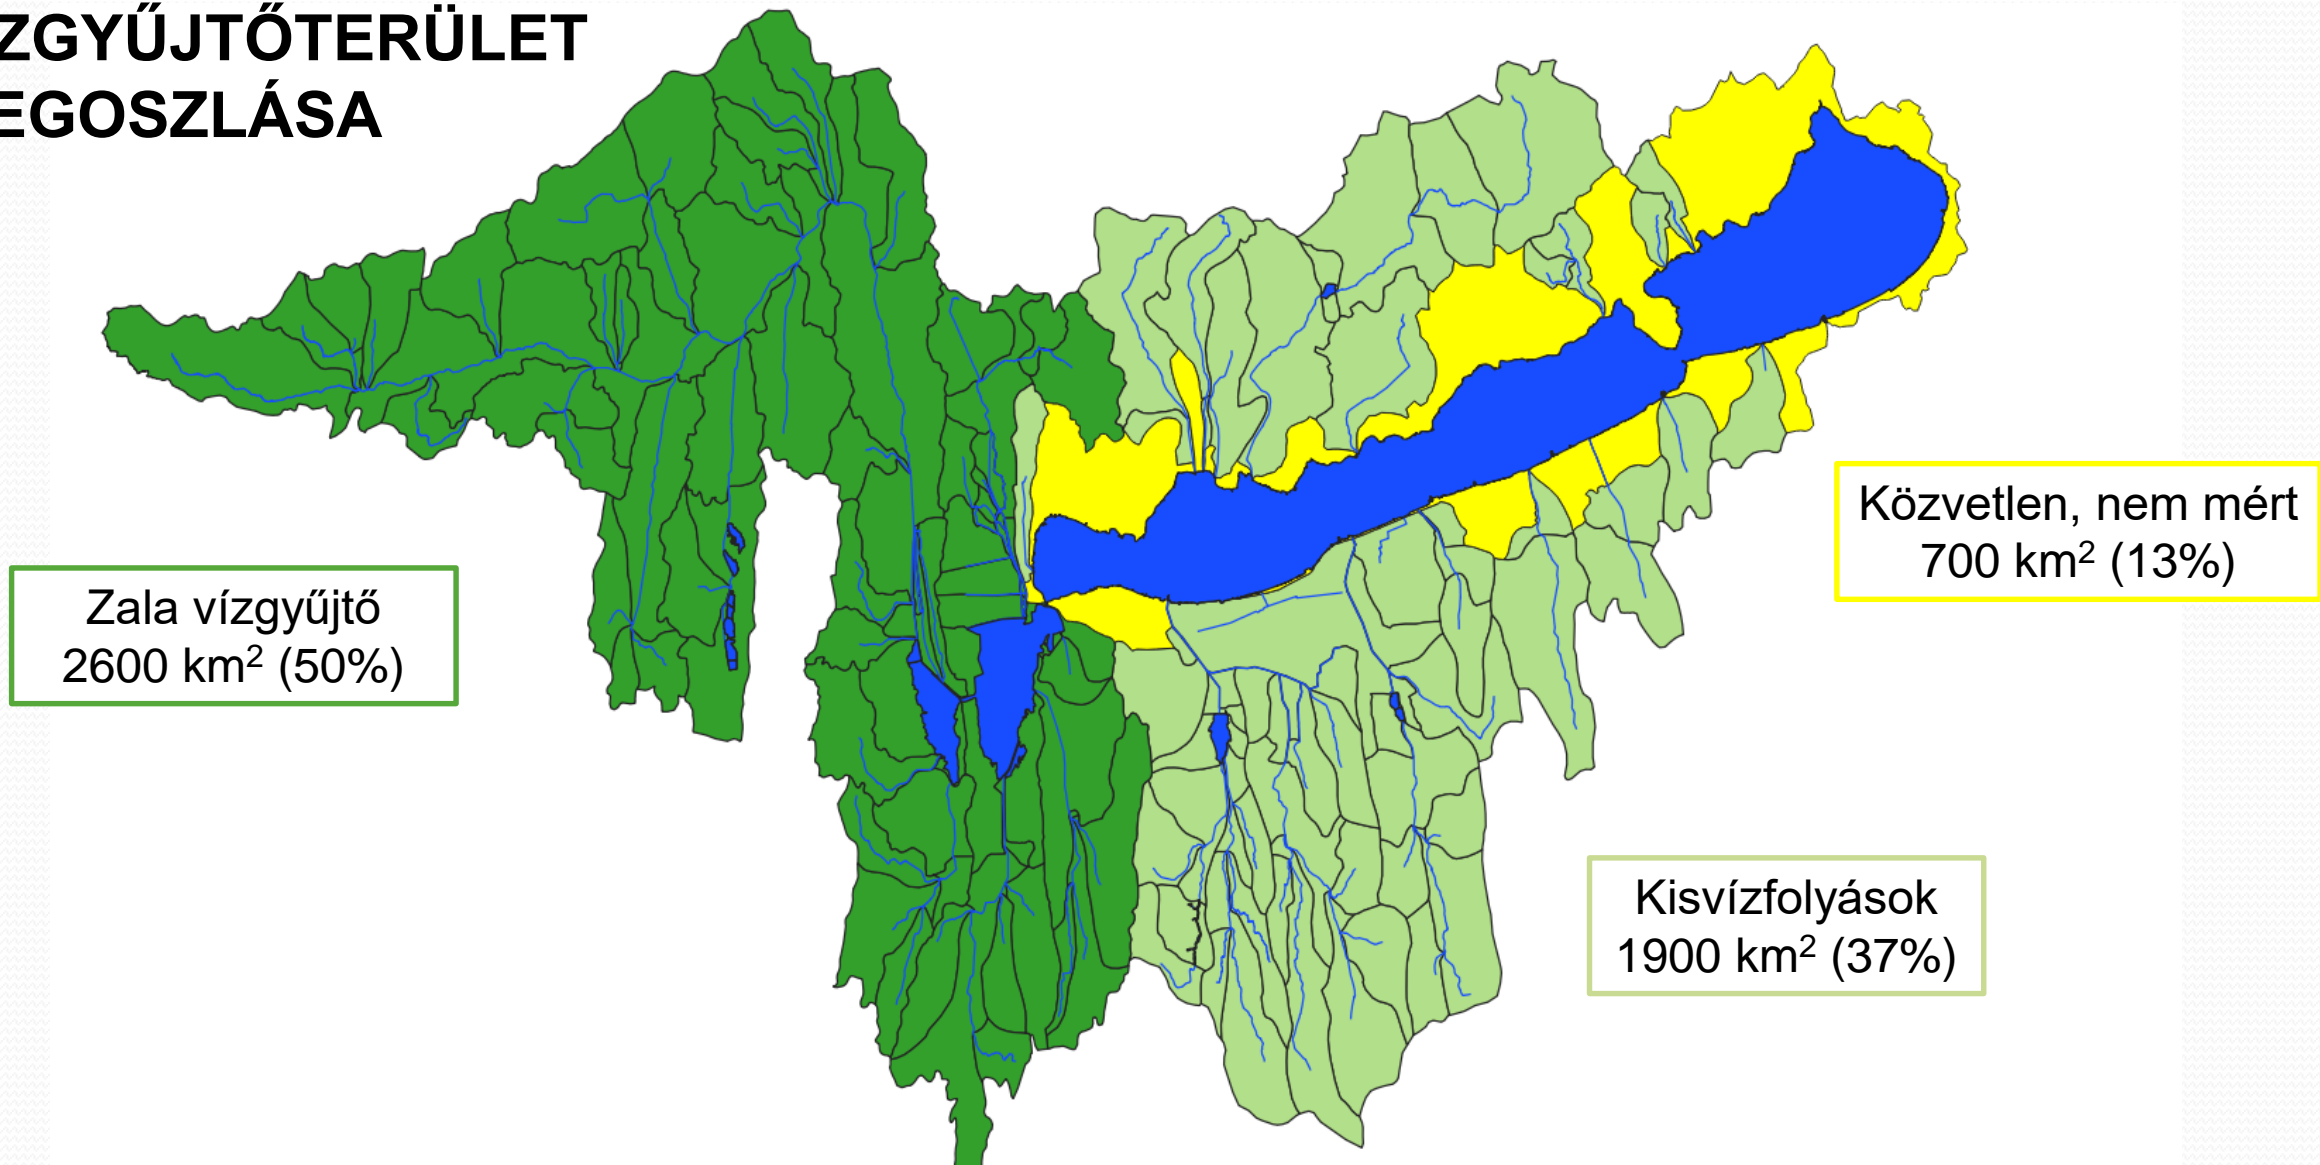 ZGYŰJTŐTERÜLET
EGOSZLÁSA
Közvetlen, nem mért
700 km² (13%)
Zala vízgyűjtő
2600 km² (50%)
Kisvízfolyások
1900 km² (37%)